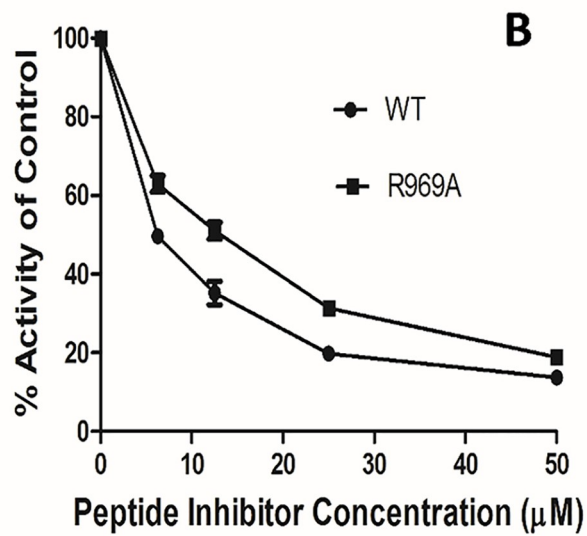 B
% Activity of Control
100
80
60
40
20
0
WT
R969A
0 10 20 30 40 50
Peptide Inhibitor Concentration (μM)